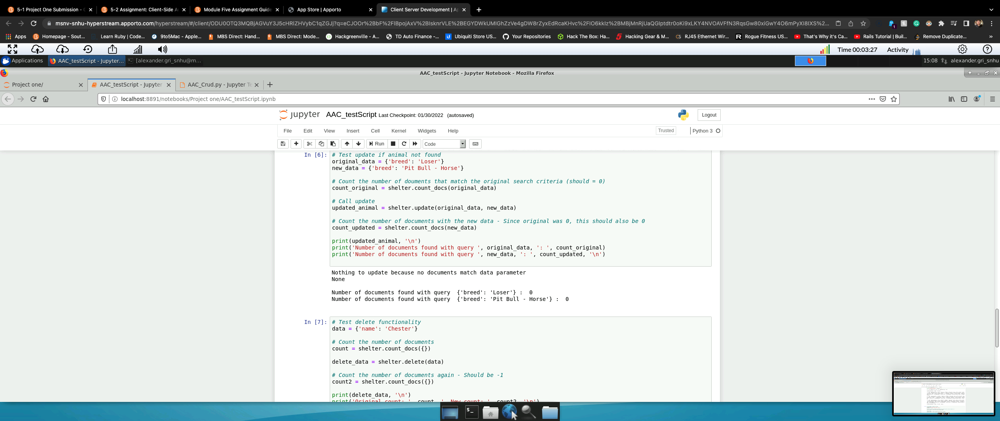 5-1 Project One Submission -
5-2 Assignment: Client-Side A
Module Five Assignment Guide
App Store | Apporto
Client Server Development | Ap
msnv-snhu-hyperstream.apporto.com/hyperstream/#/client/
Apps
Homepage - Sout...
Learn Ruby | Code...
9to5Mac - Apple...
MBS Direct: Hand...
MBS Direct: Mode...
Hackgreenville - A...
TD Auto Finance -...
Ubiquiti Store US...
Your Repositories
Hack The Box: Ha...
Hacking Gear & M...
CS RJ45 Ethernet Wir...
R Rogue Fitness US...
That's Why it's Ca...
Rails Tutorial | Buil...
Remove Duplicate...
»
Time 00:03:27
Activity
Applications
AAC_testScript - Jupyter...
[alexander.gri_snhu@m...
15:08
alexander.gri_snhu
AAC_testScript - Jupyter Notebook - Mozilla Firefox
Project one/
AAC_testScript - Jupyter
AAC_Crud.py - Jupyter Te
localhost:8891/notebooks/Project one/AAC_testScript.ipynb
jupyter AAC_testScript Last Checkpoint: 01/30/2022 (autosaved)
Logout
File Edit View Insert Cell Kernel Widgets Help
Trusted
Python 3
Run
Code
In [6]: # Test update if animal not found
original_data = {'breed': 'Loser'}
new_data = {'breed': 'Pit Bull - Horse'}
# Count the number of douments that match the original search criteria (should = 0)
count_original = shelter.count_docs(original_data)
# Call update
updated_animal = shelter.update(original_data, new_data)
# Count the number of documents with the new data - Since original was 0, this should also be 0
count_updated = shelter.count_docs(new_data)
print(updated_animal, '\n')
print('Number of documents found with query ', original_data, ': ', count_original)
print('Number of documents found with query ', new_data, ': ', count_updated, '\n')
Nothing to update because no documents match data parameter
None
Number of documents found with query  {'breed': 'Loser'} :  0
Number of documents found with query  {'breed': 'Pit Bull - Horse'} :  0
In [7]: # Test delete functionality
data = {'name': 'Chester'}
# Count the number of documents
count = shelter.count_docs({})
delete_data = shelter.delete(data)
# Count the number of documents again - Should be -1
count2 = shelter.count_docs({})
print(delete_data, '\n')
print('Original count: ', count, ', New count: ', count2, '\n')